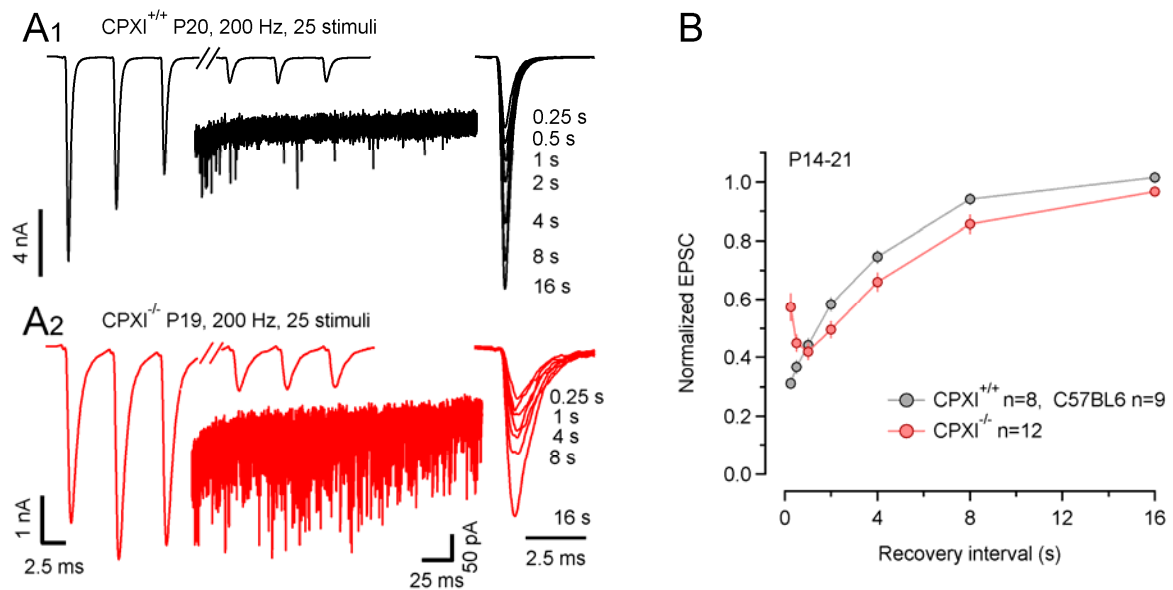 A1
CPXI+/+ P20, 200 Hz, 25 stimuli
0.25 s
0.5 s
1 s
2 s
4 s
8 s
16 s
4 nA
A2
CPXI-/- P19, 200 Hz, 25 stimuli
0.25 s
1 s
4 s
8 s
16 s
1 nA
2.5 ms
50 pA
25 ms
2.5 ms
B
P14-21
Normalized EPSC
1.0
0.8
0.6
0.4
0.2
0.0
CPXI+/+ n=8, C57BL6 n=9
CPXI-/- n=12
0 4 8 12 16
Recovery interval (s)